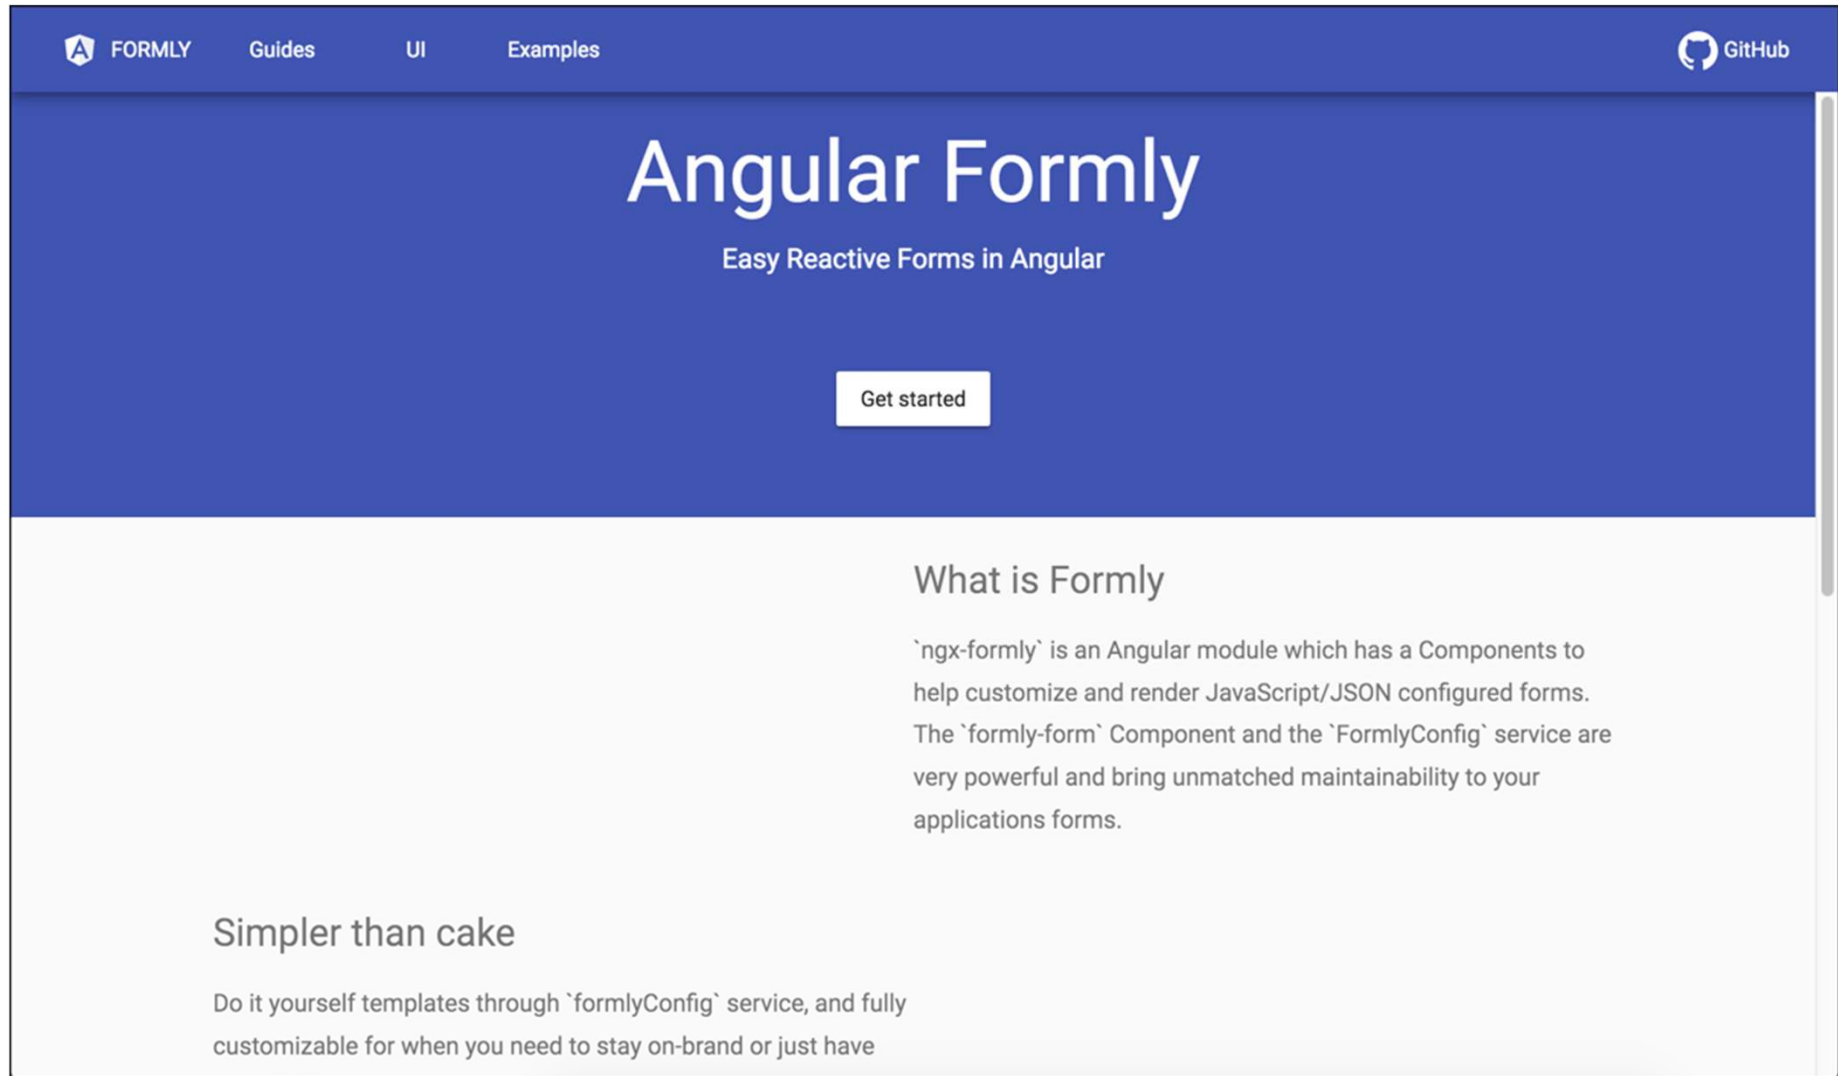 FORMLY Guides UI Examples GitHub
Angular Formly
Easy Reactive Forms in Angular
Get started
What is Formly
`ngx-formly` is an Angular module which has a Components to
help customize and render JavaScript/JSON configured forms.
The `formly-form` Component and the `FormlyConfig` service are
very powerful and bring unmatched maintainability to your
applications forms.
Simpler than cake
Do it yourself templates through `formlyConfig` service, and fully
customizable for when you need to stay on-brand or just have